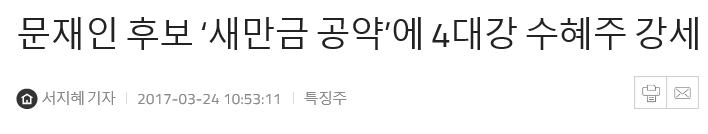 문재인 후보 ‘새만금 공약’에 4대강 수혜주 강세
서지혜 기자 2017-03-24 10:53:11 특징주